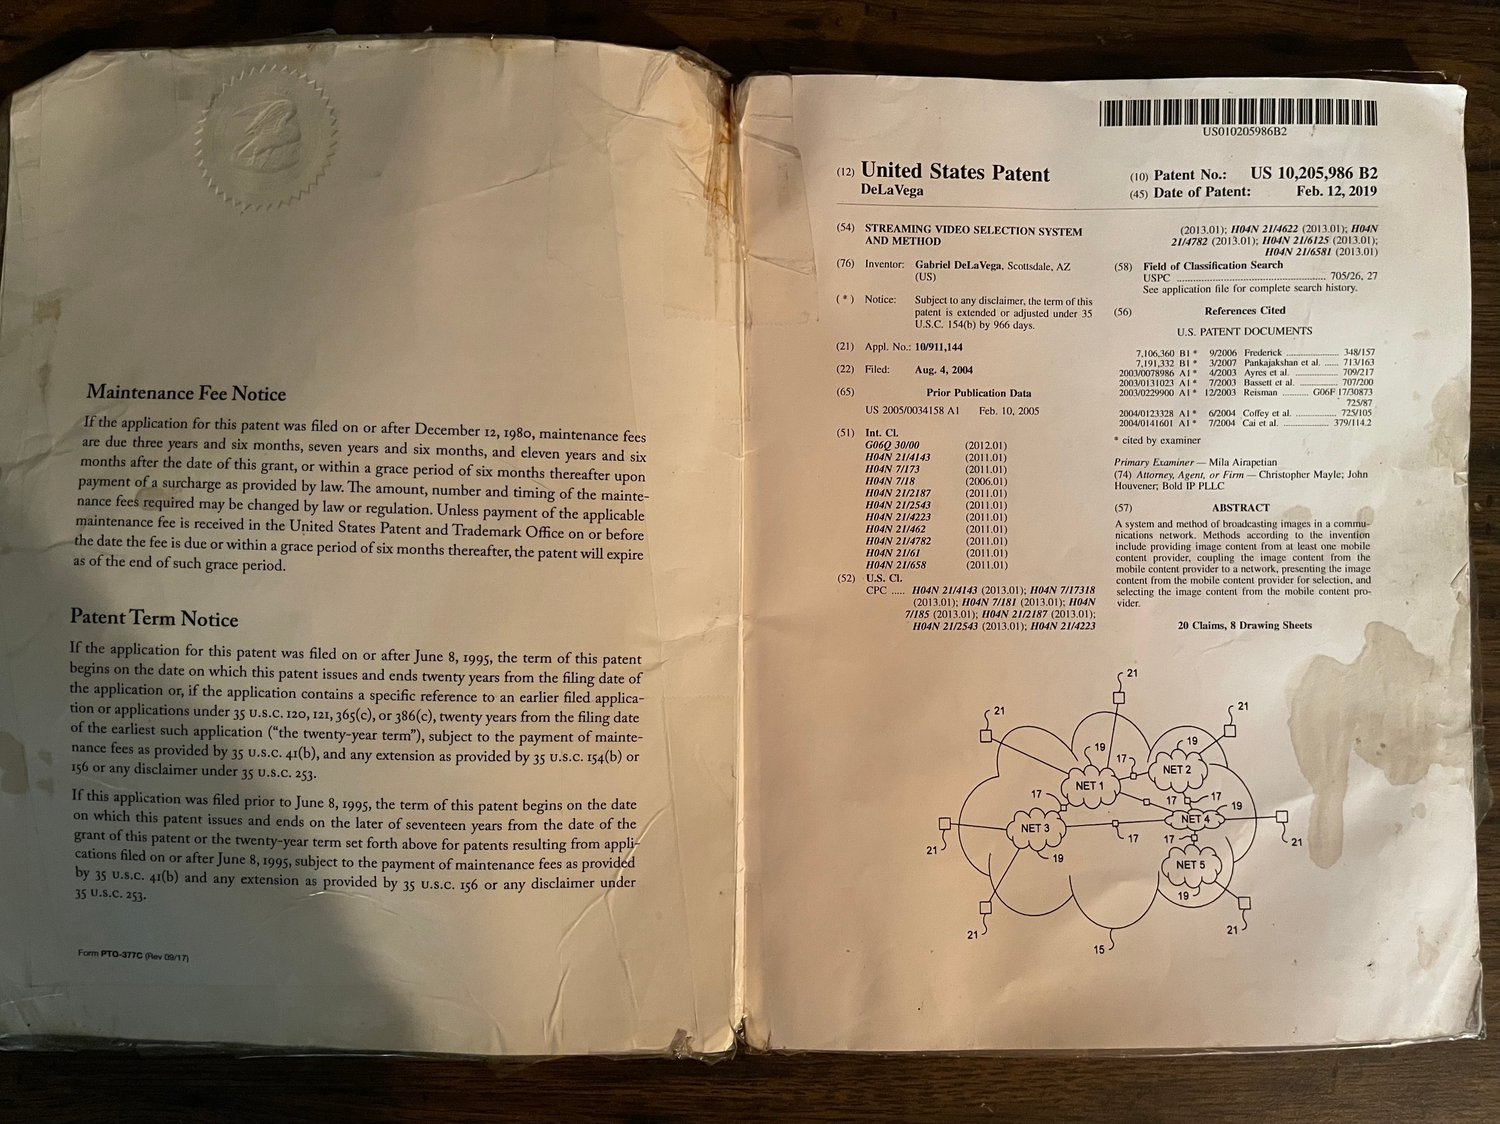 Maintenance Fee Notice
If the application for this patent was filed on or after December 12, 1980, maintenance fees
are due three years and six months, seven years and six months, and eleven years and six
months after the date of this grant, or within a grace period of six months thereafter upon
payment of a surcharge as provided by law. The amount, number and timing of the mainte-
nance fees required may be changed by law or regulation. Unless payment of the applicable
maintenance fee is received in the United States Patent and Trademark Office on or before
the date the fee is due or within a grace period of six months thereafter, the patent will expire
as of the end of such grace period.
Patent Term Notice
If the application for this patent was filed on or after June 8, 1995, the term of this patent
begins on the date on which this patent issues and ends twenty years from the filing date of
the application or, if the application contains a specific reference to an earlier filed applica-
tion or applications under 35 U.S.C. 120, 121, 365(c), or 386(c), twenty years from the filing date
of the earliest such application ("the twenty-year term"), subject to the payment of mainte-
nance fees as provided by 35 U.S.C. 41(b), and any extension as provided by 35 U.S.C. 154(b) or
156 or any disclaimer under 35 U.S.C. 253.
If this application was filed prior to June 8, 1995, the term of this patent begins on the date
on which this patent issues and ends on the later of seventeen years from the date of the
grant of this patent or the twenty-year term set forth above for patents resulting from appli-
cations filed on or after June 8, 1995, subject to the payment of maintenance fees as provided
by 35 U.S.C. 41(b) and any extension as provided by 35 U.S.C. 156 or any disclaimer under
35 U.S.C. 253.
Form PTO-377C (Rev 09/17)
US010205986B2
(12) United States Patent
DeLaVega
(10) Patent No.: US 10,205,986 B2
(45) Date of Patent: Feb. 12, 2019
(54) STREAMING VIDEO SELECTION SYSTEM
AND METHOD
(76) Inventor: Gabriel DeLaVega, Scottsdale, AZ
(US)
( * ) Notice: Subject to any disclaimer, the term of this
patent is extended or adjusted under 35
U.S.C. 154(b) by 966 days.
(21) Appl. No.: 10/911,144
(22) Filed: Aug. 4, 2004
(65) Prior Publication Data
US 2005/0034158 A1 Feb. 10, 2005
(51) Int. Cl.
G06Q 30/00 (2012.01)
H04N 21/4143 (2011.01)
H04N 7/173 (2011.01)
H04N 7/18 (2006.01)
H04N 21/2187 (2011.01)
H04N 21/2543 (2011.01)
H04N 21/4223 (2011.01)
H04N 21/462 (2011.01)
H04N 21/4782 (2011.01)
H04N 21/61 (2011.01)
H04N 21/658 (2011.01)
(52) U.S. Cl.
CPC ..... H04N 21/4143 (2013.01); H04N 7/17318
(2013.01); H04N 7/181 (2013.01); H04N
7/185 (2013.01); H04N 21/2187 (2013.01);
H04N 21/2543 (2013.01); H04N 21/4223
(2013.01); H04N 21/4622 (2013.01); H04N
21/4782 (2013.01); H04N 21/6125 (2013.01);
H04N 21/6581 (2013.01)
(58) Field of Classification Search
USPC ........................................ 705/26, 27
See application file for complete search history.
(56) References Cited
U.S. PATENT DOCUMENTS
7,106,360 B1 * 9/2006 Frederick .................... 348/157
7,191,332 B1 * 3/2007 Pankajakshan et al. ..... 713/163
2003/0078986 A1 * 4/2003 Ayres et al. .................. 709/217
2003/0131023 A1 * 7/2003 Bassett et al. ................ 707/200
2003/0229900 A1 * 12/2003 Reisman .......... G06F 17/30873
725/87
2004/0123328 A1 * 6/2004 Coffey et al. ................. 725/105
2004/0141601 A1 * 7/2004 Cai et al. ..................... 379/114.2
* cited by examiner
Primary Examiner — Mila Airapetian
(74) Attorney, Agent, or Firm — Christopher Mayle; John
Houvener; Bold IP PLLC
(57) ABSTRACT
A system and method of broadcasting images in a commu-
nications network. Methods according to the invention
include providing image content from at least one mobile
content provider, coupling the image content from the
mobile content provider to a network, presenting the image
content from the mobile content provider for selection, and
selecting the image content from the mobile content pro-
vider.
20 Claims, 8 Drawing Sheets
21
21
21
19
19
17
NET 1
NET 2
17
17
17
19
21
NET 3
NET 4
21
19
17
17
NET 5
19
21
21
15